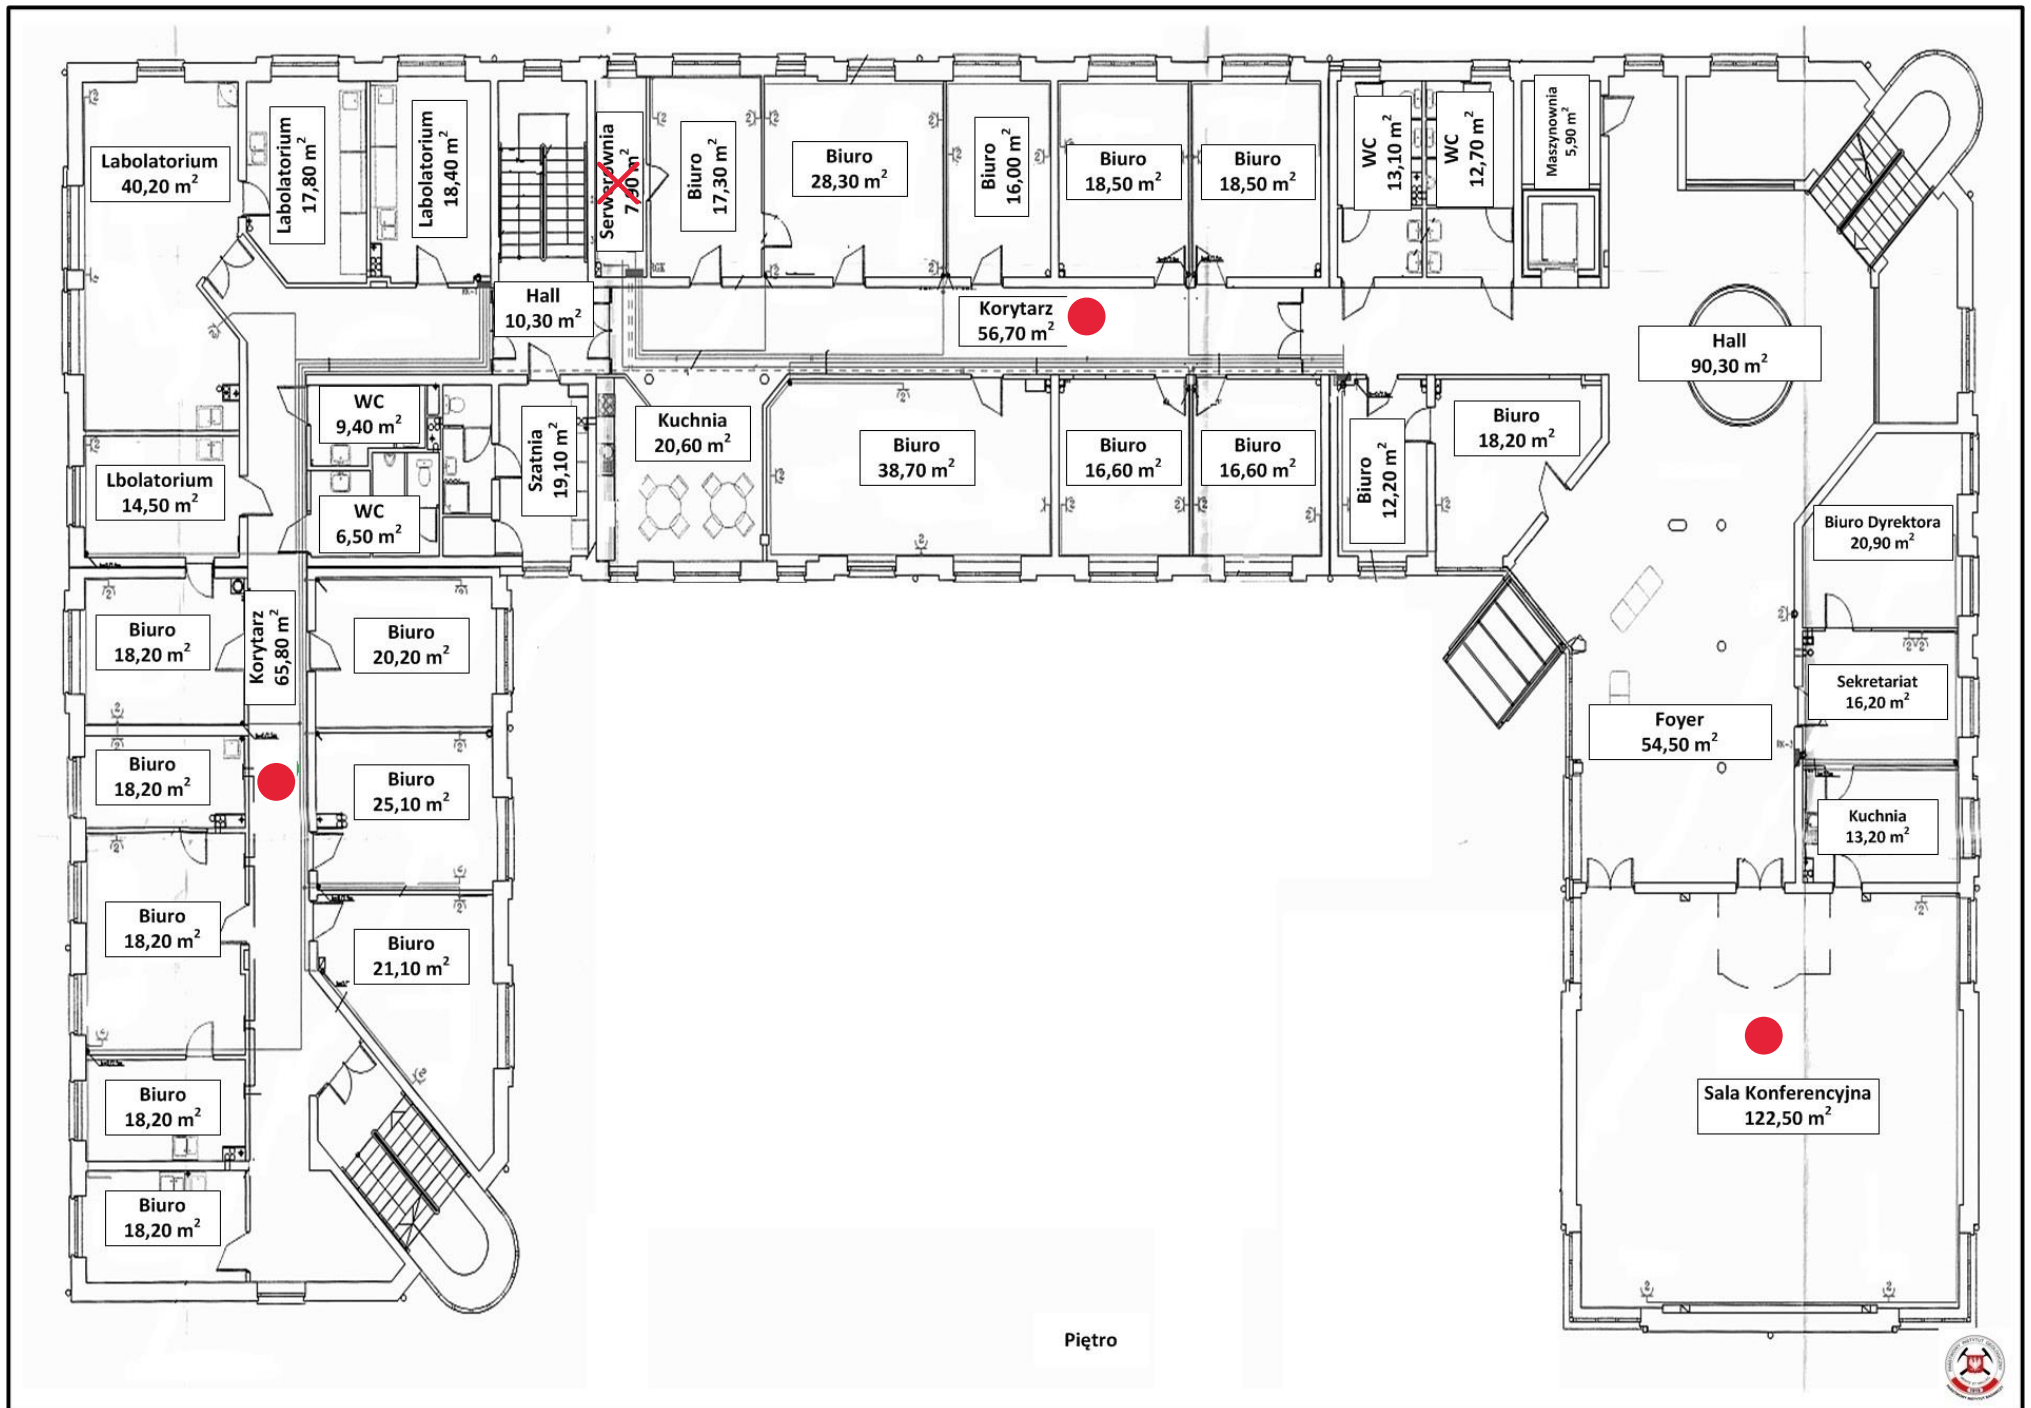 Labolatorium
40,20 m²
Labolatorium
17,80 m²
Labolatorium
18,40 m²
Serwerownia
7,90 m²
Biuro
17,30 m²
Biuro
28,30 m²
Biuro
16,00 m²
Biuro
18,50 m²
Biuro
18,50 m²
WC
13,10 m²
WC
12,70 m²
Maszynownia
5,90 m²
Hall
10,30 m²
Korytarz
56,70 m²
Hall
90,30 m²
WC
9,40 m²
Szatnia
19,10 m²
Kuchnia
20,60 m²
Biuro
38,70 m²
Biuro
16,60 m²
Biuro
16,60 m²
Biuro
12,20 m²
Biuro
18,20 m²
Lbolatorium
14,50 m²
WC
6,50 m²
Biuro Dyrektora
20,90 m²
Biuro
18,20 m²
Korytarz
65,80 m²
Biuro
20,20 m²
Sekretariat
16,20 m²
Foyer
54,50 m²
Biuro
18,20 m²
Biuro
25,10 m²
Kuchnia
13,20 m²
Biuro
18,20 m²
Biuro
21,10 m²
Biuro
18,20 m²
Sala Konferencyjna
122,50 m²
Biuro
18,20 m²
Piętro